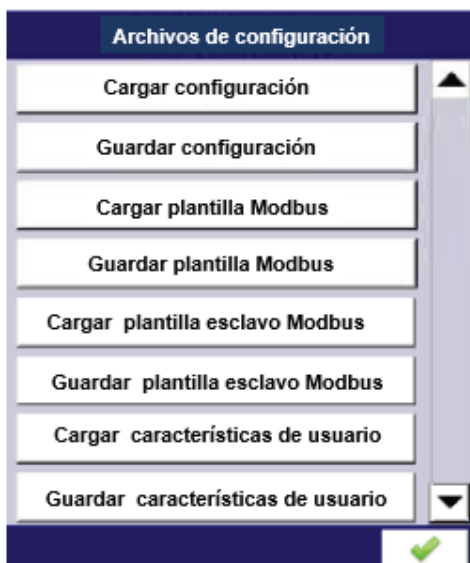 Archivos de configuración
Cargar configuración
Guardar configuración
Cargar plantilla Modbus
Guardar plantilla Modbus
Cargar plantilla esclavo Modbus
Guardar plantilla esclavo Modbus
Cargar características de usuario
Guardar características de usuario